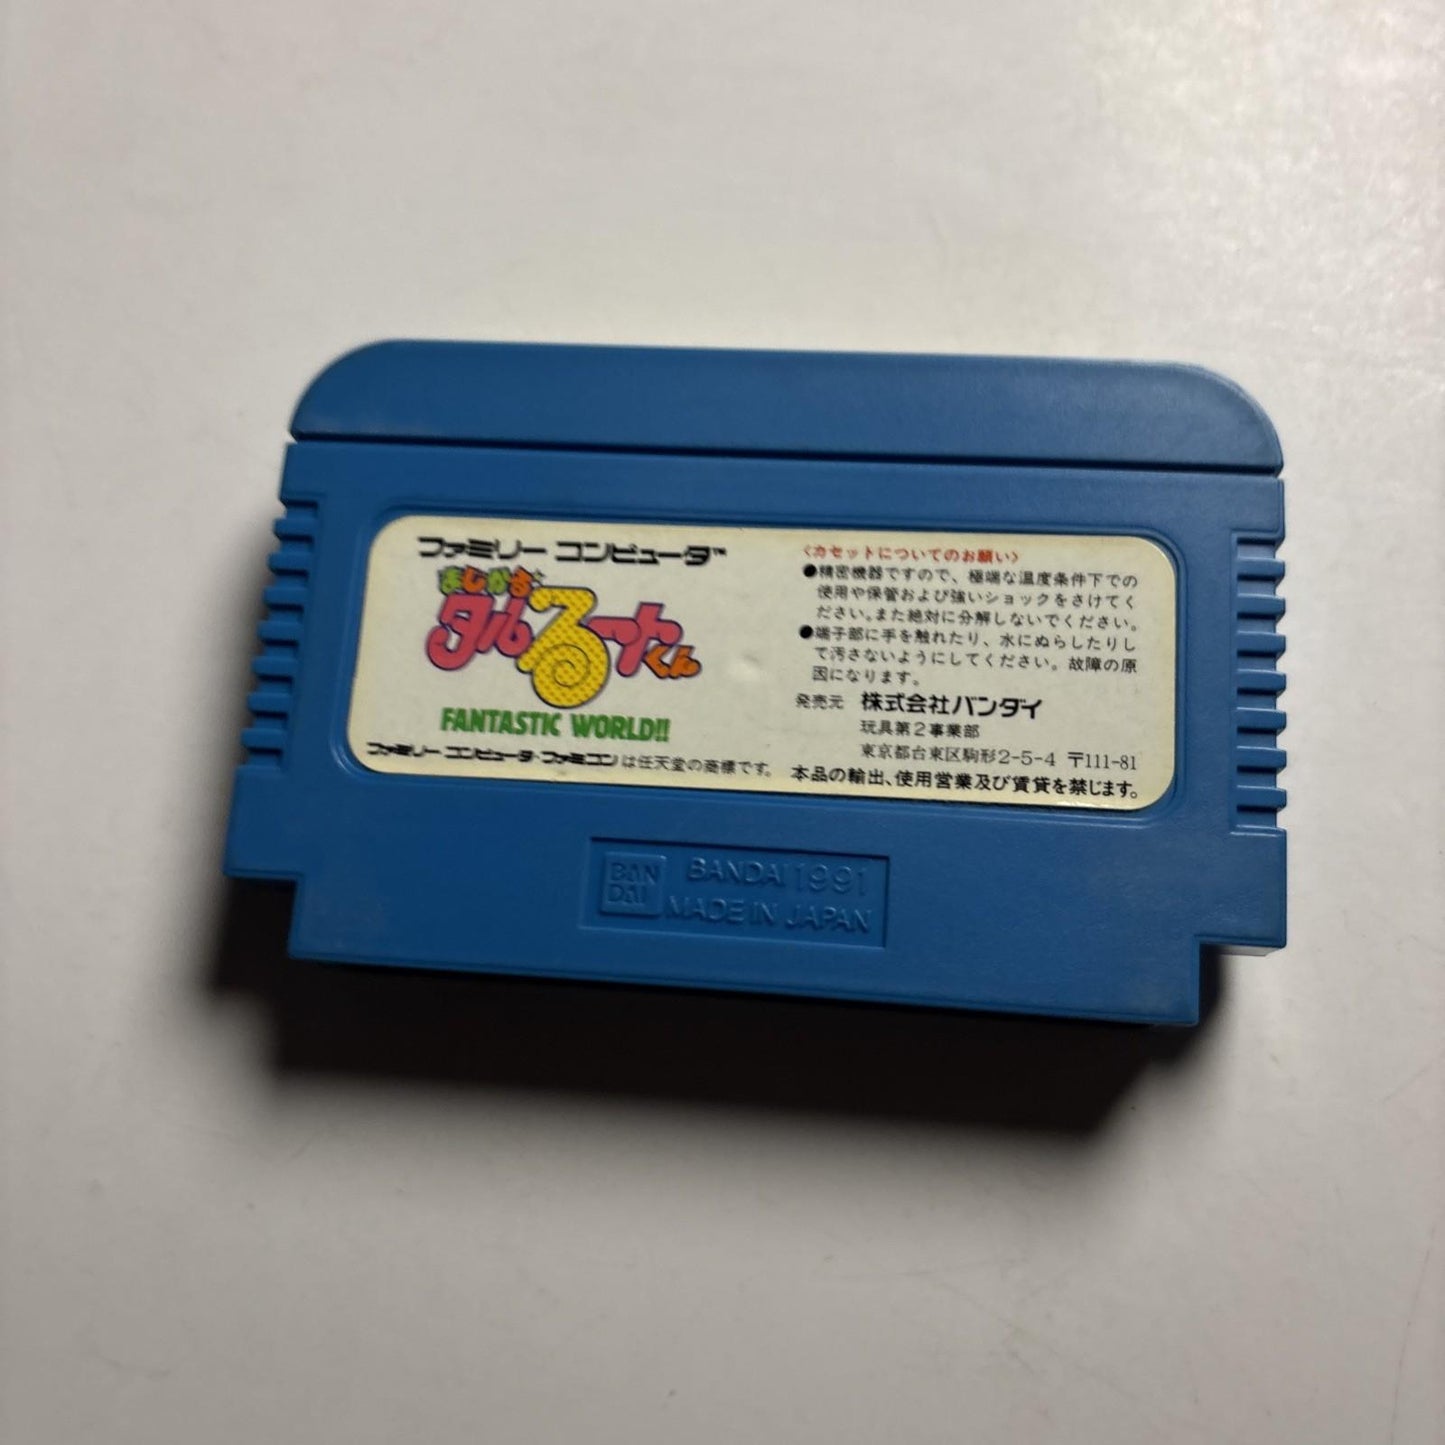 ファミリー コンピュータ™
まじかる☆
タルるートくん
FANTASTIC WORLD!!
ファミリー コンピュータ・ファミコンは任天堂の商標です。
〈カセットについてのお願い〉
●精密機器ですので、極端な温度条件下での
使用や保管および強いショックをさけてく
ださい。また絶対に分解しないでください。
●端子部に手を触れたり、水にぬらしたりし
て汚さないようにしてください。故障の原
因になります。
発売元 株式会社バンダイ
玩具第2事業部
東京都台東区駒形2-5-4 〒111-81
本品の輸出、使用営業及び賃貸を禁じます。
BAN
DAI
BANDAI 1991
MADE IN JAPAN